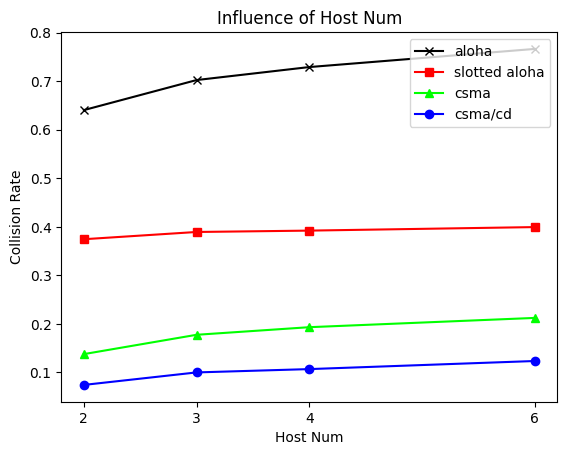 Influence of Host Num
aloha
slotted aloha
csma
csma/cd
Collision Rate
0.8
0.7
0.6
0.5
0.4
0.3
0.2
0.1
2
3
4
6
Host Num